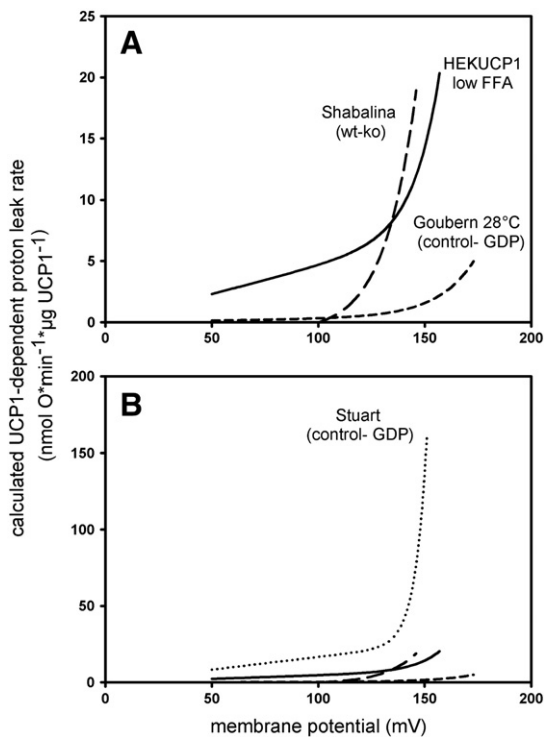 calculated UCP1-dependent proton leak rate
(nmol O*min⁻¹*µg UCP1⁻¹)
A
25
20
15
10
5
0
HEKUCP1
low FFA
Shabalina
(wt-ko)
Goubern 28°C
(control- GDP)
0
50
100
150
200
B
200
150
100
50
0
Stuart
(control- GDP)
0
50
100
150
200
membrane potential (mV)